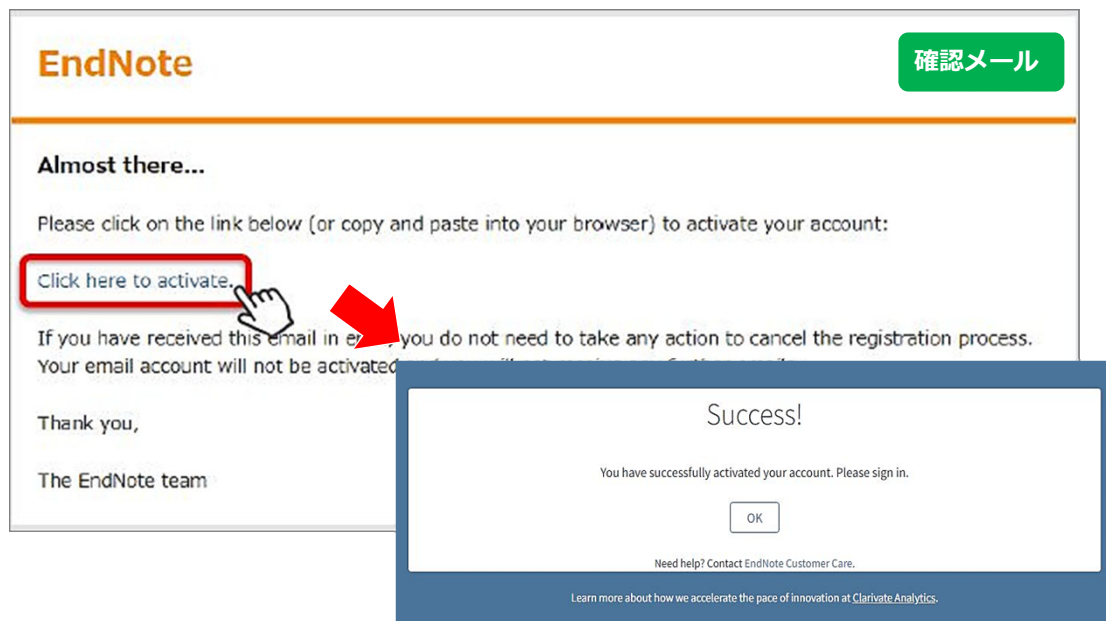 EndNote
確認メール
Almost there...
Please click on the link below (or copy and paste into your browser) to activate your account:
Click here to activate.
If you have received this email in you do not need to take any action to cancel the registration process.
Your email account will not be activated
Thank you,
The EndNote team
Success!
You have successfully activated your account. Please sign in.
OK
Need help? Contact EndNote Customer Care.
Learn more about how we accelerate the pace of innovation at Clarivate Analytics.